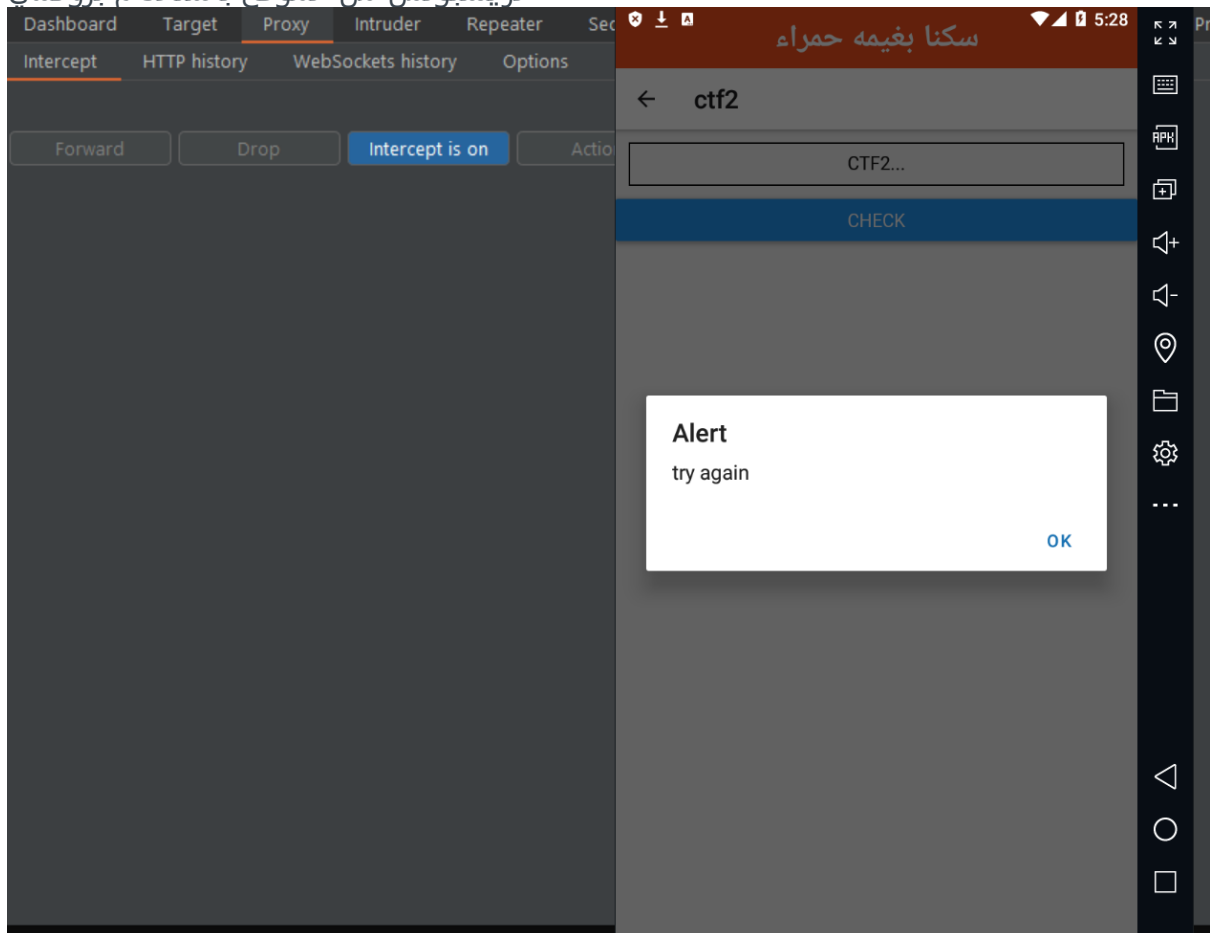 Dashboard Target Proxy Intruder Repeater
Intercept HTTP history WebSockets history Options
Forward Drop Intercept is on
5:28
سكنا بغيمه حمراء
ctf2
CTF2...
CHECK
Alert
try again
OK
APK